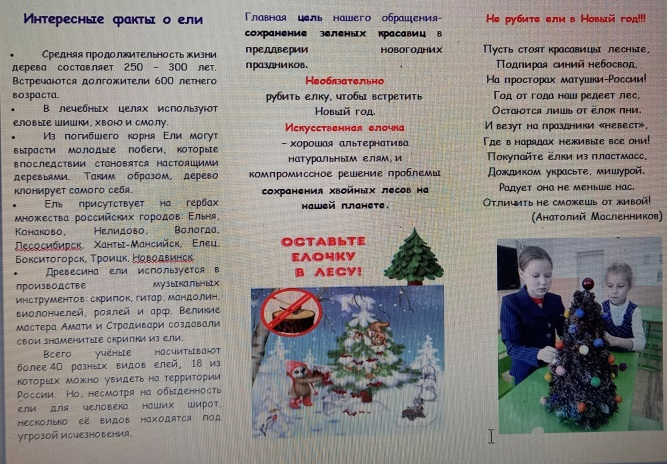 Интересные факты о ели
• Средняя продолжительность жизни
дерева составляет 250 – 300 лет.
Встречаются долгожители 600 летнего
возраста.
• В лечебных целях используют
еловые шишки, хвою и смолу.
• Из погибшего корня Ели могут
вырасти молодые побеги, которые
впоследствии становятся настоящими
деревьями. Таким образом, дерево
клонирует самого себя.
• Ель присутствует на гербах
множества российских городов: Ельня,
Конаково, Нелидово, Вологда,
Лесосибирск, Ханты-Мансийск, Елец,
Бокситогорск, Троицк, Новодвинск
• Древесина ели используется в
производстве музыкальных
инструментов: скрипок, гитар, мандолин,
виолончелей, роялей и арф. Великие
мастера Амати и Страдивари создавали
свои знаменитые скрипки из ели.
Всего учёные насчитывают
более 40 разных видов елей, 18 из
которых можно увидеть на территории
России. Но, несмотря на обыденность
ели для человека наших широт,
несколько её видов находятся под
угрозой исчезновения.
Главная цель нашего обращения-
сохранение зеленых красавиц в
преддверии новогодних
праздников.
Необязательно
рубить елку, чтобы встретить
Новый год.
Искусственная елочка
– хорошая альтернатива
натуральным елям, и
компромиссное решение проблемы
сохранения хвойных лесов на
нашей планете.
ОСТАВЬТЕ
ЕЛОЧКУ
В ЛЕСУ!
Не рубите ели в Новый год!!!
Пусть стоят красавицы лесные,
Подпирая синий небосвод,
На просторах матушки-России!
Год от года наш редеет лес,
Остаются лишь от ёлок пни.
И везут на праздники «невест»,
Где в нарядах неживые все они!
Покупайте ёлки из пластмасс,
Дождиком украсьте, мишурой.
Радует она не меньше нас,
Отличить не сможешь от живой!
(Анатолий Масленников)